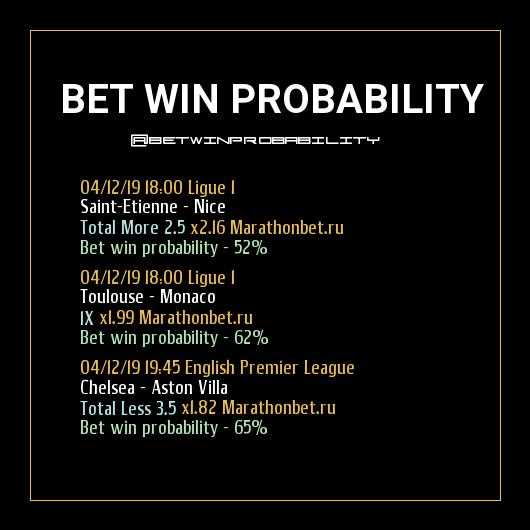 BET WIN PROBABILITY
@BETWINPROBABILITY
04/12/19 18:00 Ligue 1
Saint-Etienne - Nice
Total More 2.5 x2.16 Marathonbet.ru
Bet win probability - 52%
04/12/19 18:00 Ligue 1
Toulouse - Monaco
1X x1.99 Marathonbet.ru
Bet win probability - 62%
04/12/19 19:45 English Premier League
Chelsea - Aston Villa
Total Less 3.5 x1.82 Marathonbet.ru
Bet win probability - 65%